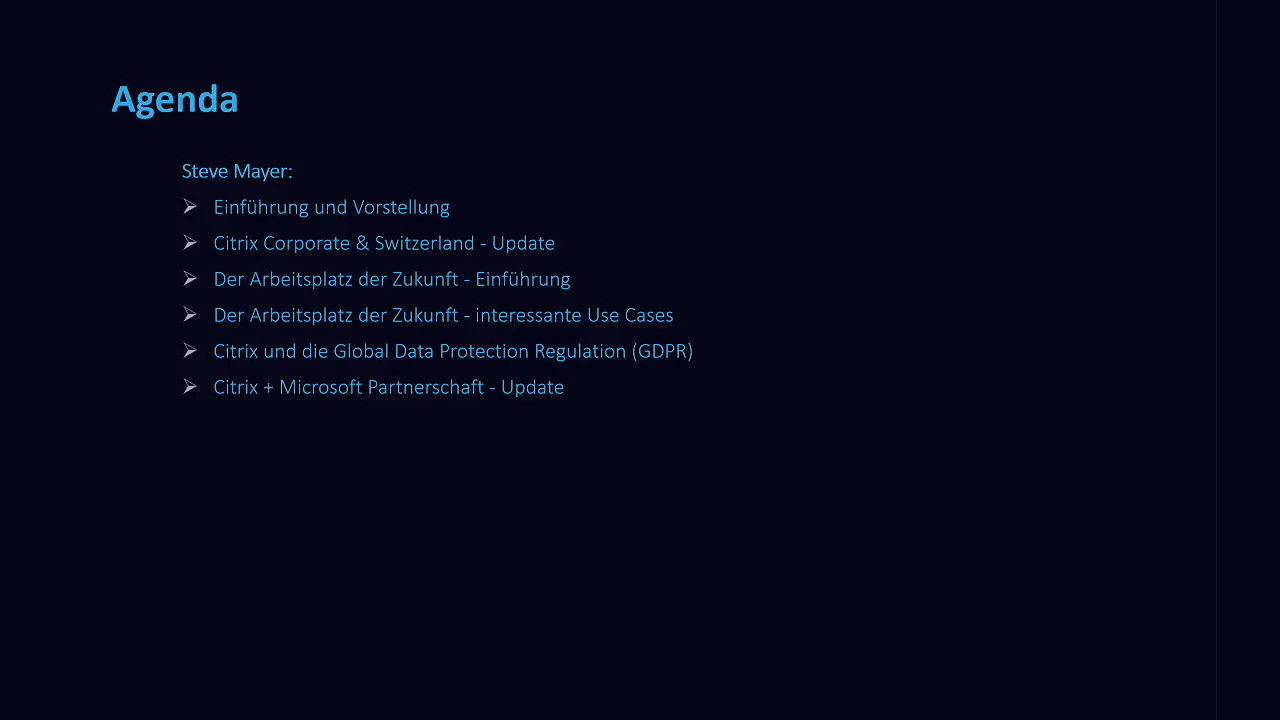 Agenda
Steve Mayer:
➢ Einführung und Vorstellung
➢ Citrix Corporate & Switzerland - Update
➢ Der Arbeitsplatz der Zukunft - Einführung
➢ Der Arbeitsplatz der Zukunft - interessante Use Cases
➢ Citrix und die Global Data Protection Regulation (GDPR)
➢ Citrix + Microsoft Partnerschaft - Update